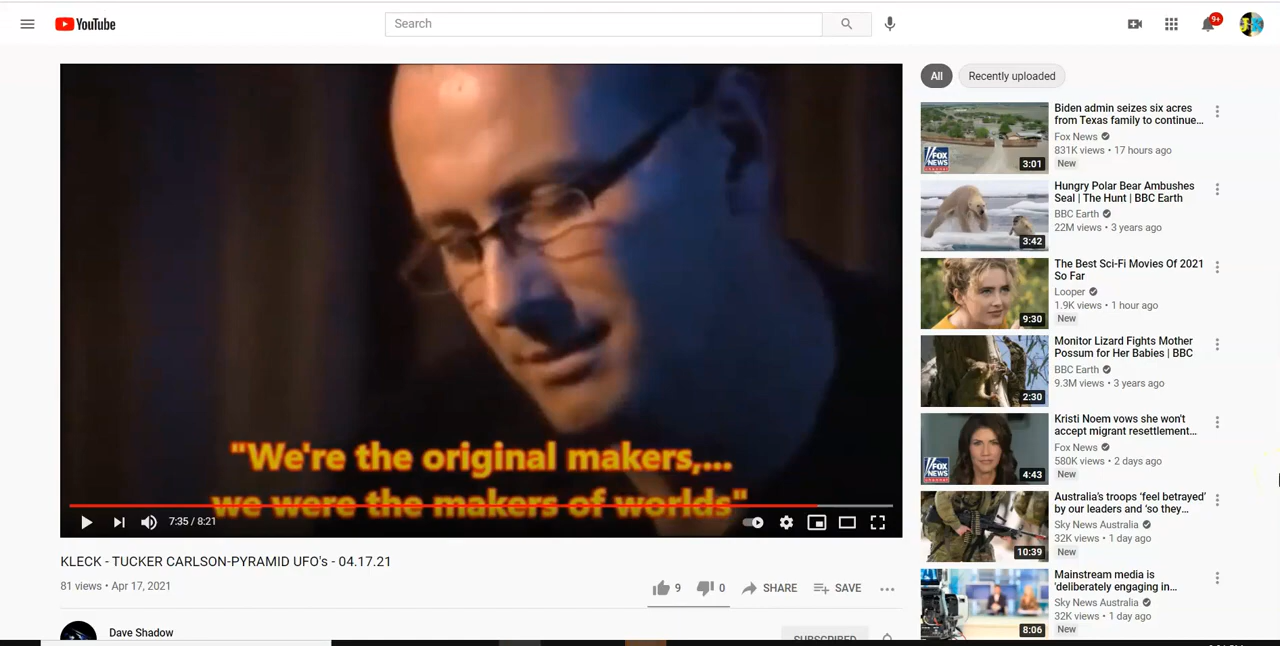 YouTube
Search
9+
"We're the original makers,...
we were the makers of worlds"
7:35 / 8:21
KLECK - TUCKER CARLSON-PYRAMID UFO's - 04.17.21
81 views • Apr 17, 2021
9
0
SHARE
SAVE
Dave Shadow
SUBSCRIBED
All
Recently uploaded
FOX
NEWS
channel
3:01
Biden admin seizes six acres
from Texas family to continue...
Fox News
831K views • 17 hours ago
New
3:42
Hungry Polar Bear Ambushes
Seal | The Hunt | BBC Earth
BBC Earth
22M views • 3 years ago
9:30
The Best Sci-Fi Movies Of 2021
So Far
Looper
1.9K views • 1 hour ago
New
2:30
Monitor Lizard Fights Mother
Possum for Her Babies | BBC
BBC Earth
9.3M views • 3 years ago
FOX
NEWS
channel
4:43
Kristi Noem vows she won't
accept migrant resettlement...
Fox News
580K views • 2 days ago
New
10:39
Australia's troops 'feel betrayed'
by our leaders and 'so they...
Sky News Australia
32K views • 1 day ago
New
8:06
Mainstream media is
'deliberately engaging in...
Sky News Australia
32K views • 1 day ago
New